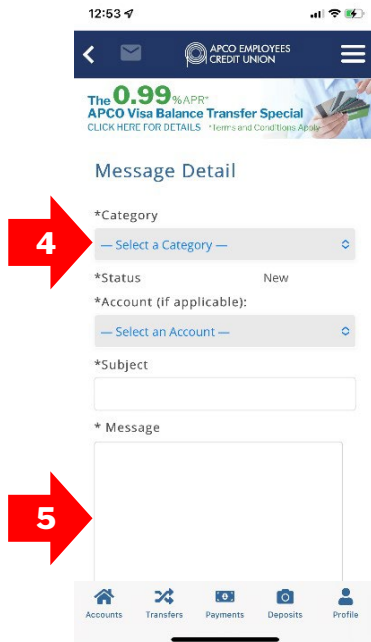 12:53
APCO EMPLOYEES
CREDIT UNION
The 0.99%APR*
APCO Visa Balance Transfer Special
CLICK HERE FOR DETAILS *Terms and Conditions Apply
Message Detail
*Category
4
— Select a Category —
*Status New
*Account (if applicable):
— Select an Account —
*Subject
* Message
5
Accounts Transfers Payments Deposits Profile